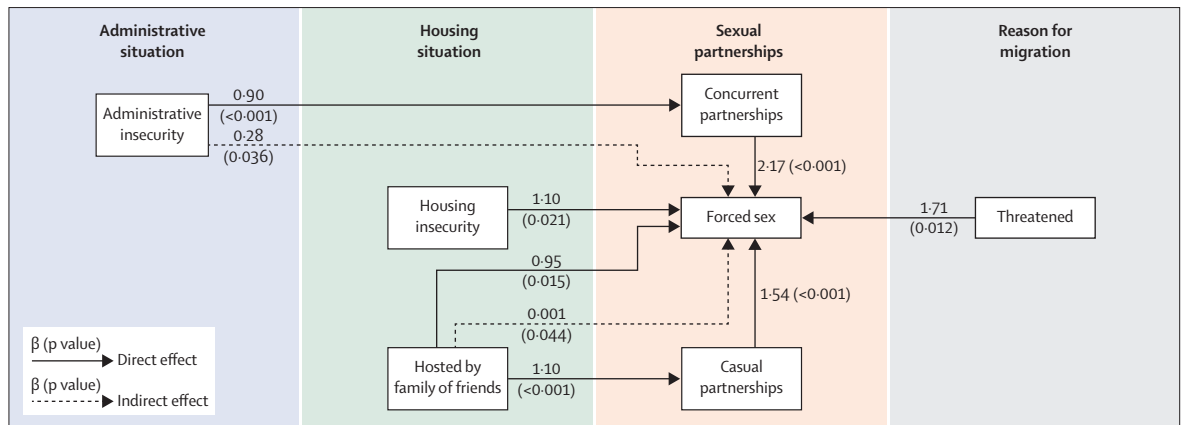 Administrative
situation
Housing
situation
Sexual
partnerships
Reason for
migration
Administrative
insecurity
0·90
(<0·001)
0·28
(0·036)
Concurrent
partnerships
2·17 (<0·001)
Housing
insecurity
1·10
(0·021)
Forced sex
1·71
(0·012)
Threatened
0·95
(0·015)
1·54 (<0·001)
0·001
(0·044)
Hosted by
family of friends
1·10
(<0·001)
Casual
partnerships
β (p value)
Direct effect
β (p value)
Indirect effect